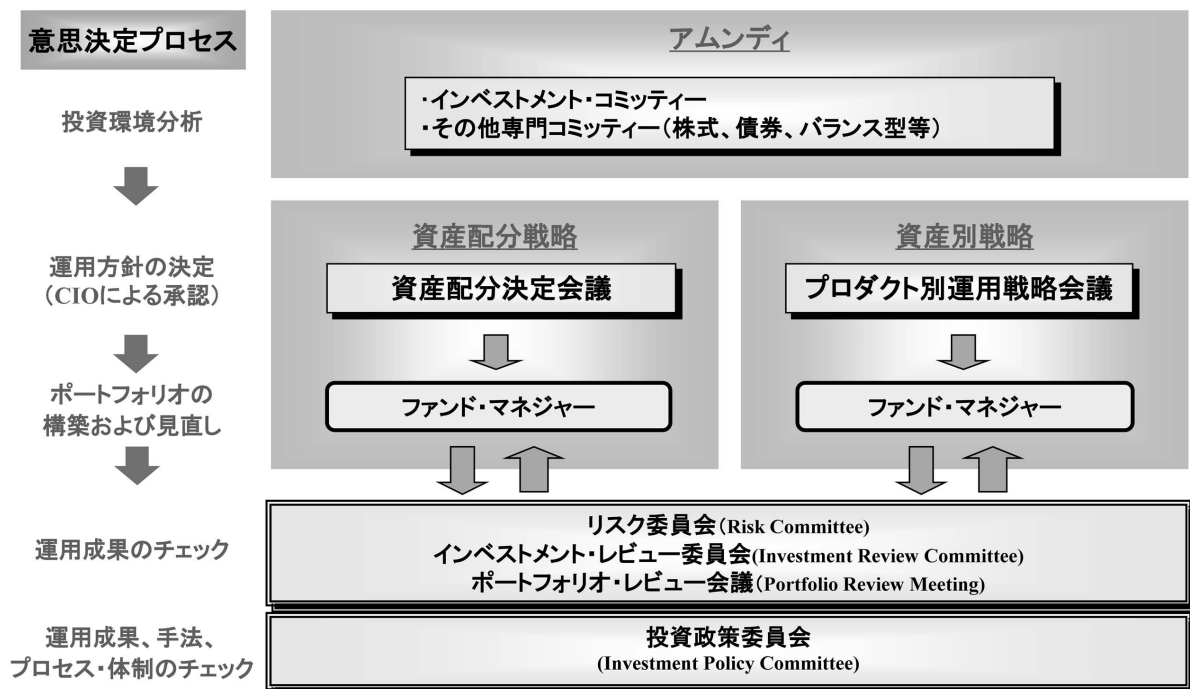 意思決定プロセス
アムンディ
投資環境分析
・インベストメント・コミッティー
・その他専門コミッティー（株式、債券、バランス型等）
運用方針の決定
（CIOによる承認）
資産配分戦略
資産配分決定会議
資産別戦略
プロダクト別運用戦略会議
ポートフォリオの
構築および見直し
ファンド・マネジャー
ファンド・マネジャー
運用成果のチェック
リスク委員会（Risk Committee）
インベストメント・レビュー委員会(Investment Review Committee)
ポートフォリオ・レビュー会議（Portfolio Review Meeting)
運用成果、手法、
プロセス・体制のチェック
投資政策委員会
(Investment Policy Committee)